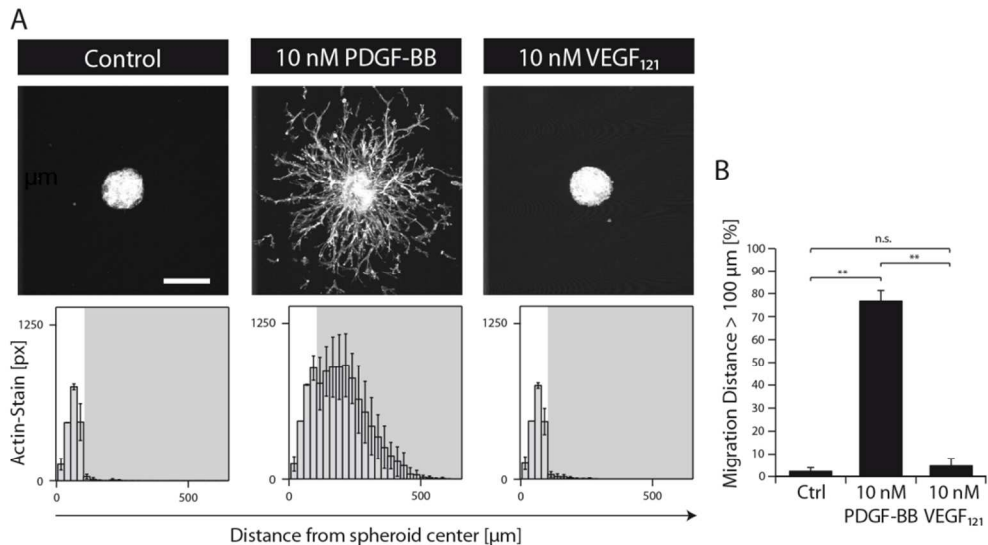 A
Control
10 nM PDGF-BB
10 nM VEGF₁₂₁
µm
B
Actin-Stain [px]
1250
0
0
500
1250
0
0
500
1250
0
0
500
Distance from spheroid center [µm]
Migration Distance > 100 µm [%]
100
90
80
70
60
50
40
30
20
10
0
n.s.
**
**
Ctrl
10 nM
PDGF-BB
10 nM
VEGF₁₂₁